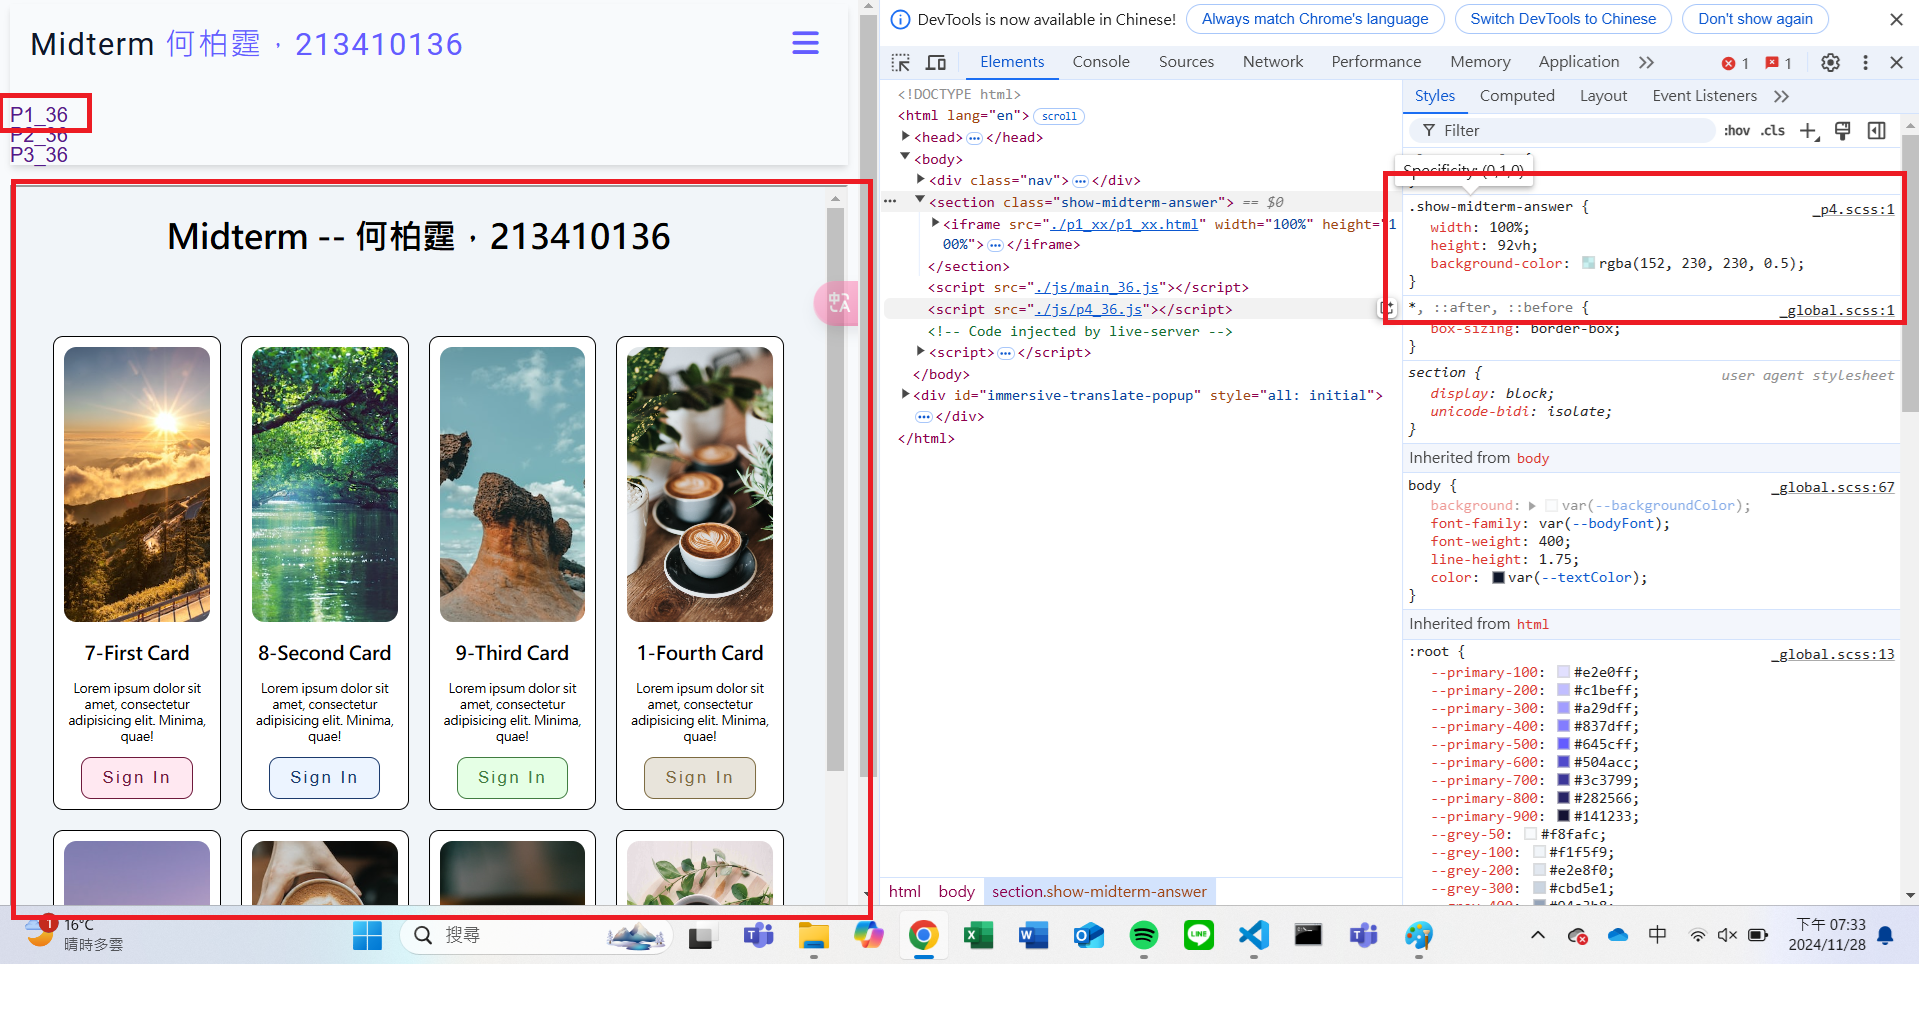 Midterm 何柏霆，213410136
P1_36
P2_36
P3_36
Midterm -- 何柏霆，213410136
7-First Card
Lorem ipsum dolor sit
amet, consectetur
adipisicing elit. Minima,
quae!
Sign In
8-Second Card
Lorem ipsum dolor sit
amet, consectetur
adipisicing elit. Minima,
quae!
Sign In
9-Third Card
Lorem ipsum dolor sit
amet, consectetur
adipisicing elit. Minima,
quae!
Sign In
1-Fourth Card
Lorem ipsum dolor sit
amet, consectetur
adipisicing elit. Minima,
quae!
Sign In
DevTools is now available in Chinese! Always match Chrome's language Switch DevTools to Chinese Don't show again
Elements Console Sources Network Performance Memory Application 1 1
<!DOCTYPE html>
<html lang="en"> scroll
<head> </head>
<body>
<div class="nav"> </div>
<section class="show-midterm-answer"> == $0
<iframe src="./p1_xx/p1_xx.html" width="100%" height="1
00%"> </iframe>
</section>
<script src="./js/main_36.js"></script>
<script src="./js/p4_36.js"></script>
<!-- Code injected by live-server -->
<script> </script>
</body>
<div id="immersive-translate-popup" style="all: initial">
</div>
</html>
html body section.show-midterm-answer
Styles Computed Layout Event Listeners
Filter :hov .cls
Specificity: (0,1,0)
.show-midterm-answer { _p4.scss:1
width: 100%;
height: 92vh;
background-color: rgba(152, 230, 230, 0.5);
}
*, ::after, ::before { _global.scss:1
box-sizing: border-box;
}
section { user agent stylesheet
display: block;
unicode-bidi: isolate;
}
Inherited from body
body { _global.scss:67
background: var(--backgroundColor);
font-family: var(--bodyFont);
font-weight: 400;
line-height: 1.75;
color: var(--textColor);
}
Inherited from html
:root { _global.scss:13
--primary-100: #e2e0ff;
--primary-200: #c1beff;
--primary-300: #a29dff;
--primary-400: #837dff;
--primary-500: #645cff;
--primary-600: #504acc;
--primary-700: #3c3799;
--primary-800: #282566;
--primary-900: #141233;
--grey-50: #f8fafc;
--grey-100: #f1f5f9;
--grey-200: #e2e8f0;
--grey-300: #cbd5e1;
1
16°C
晴時多雲
搜尋
中
下午 07:33
2024/11/28